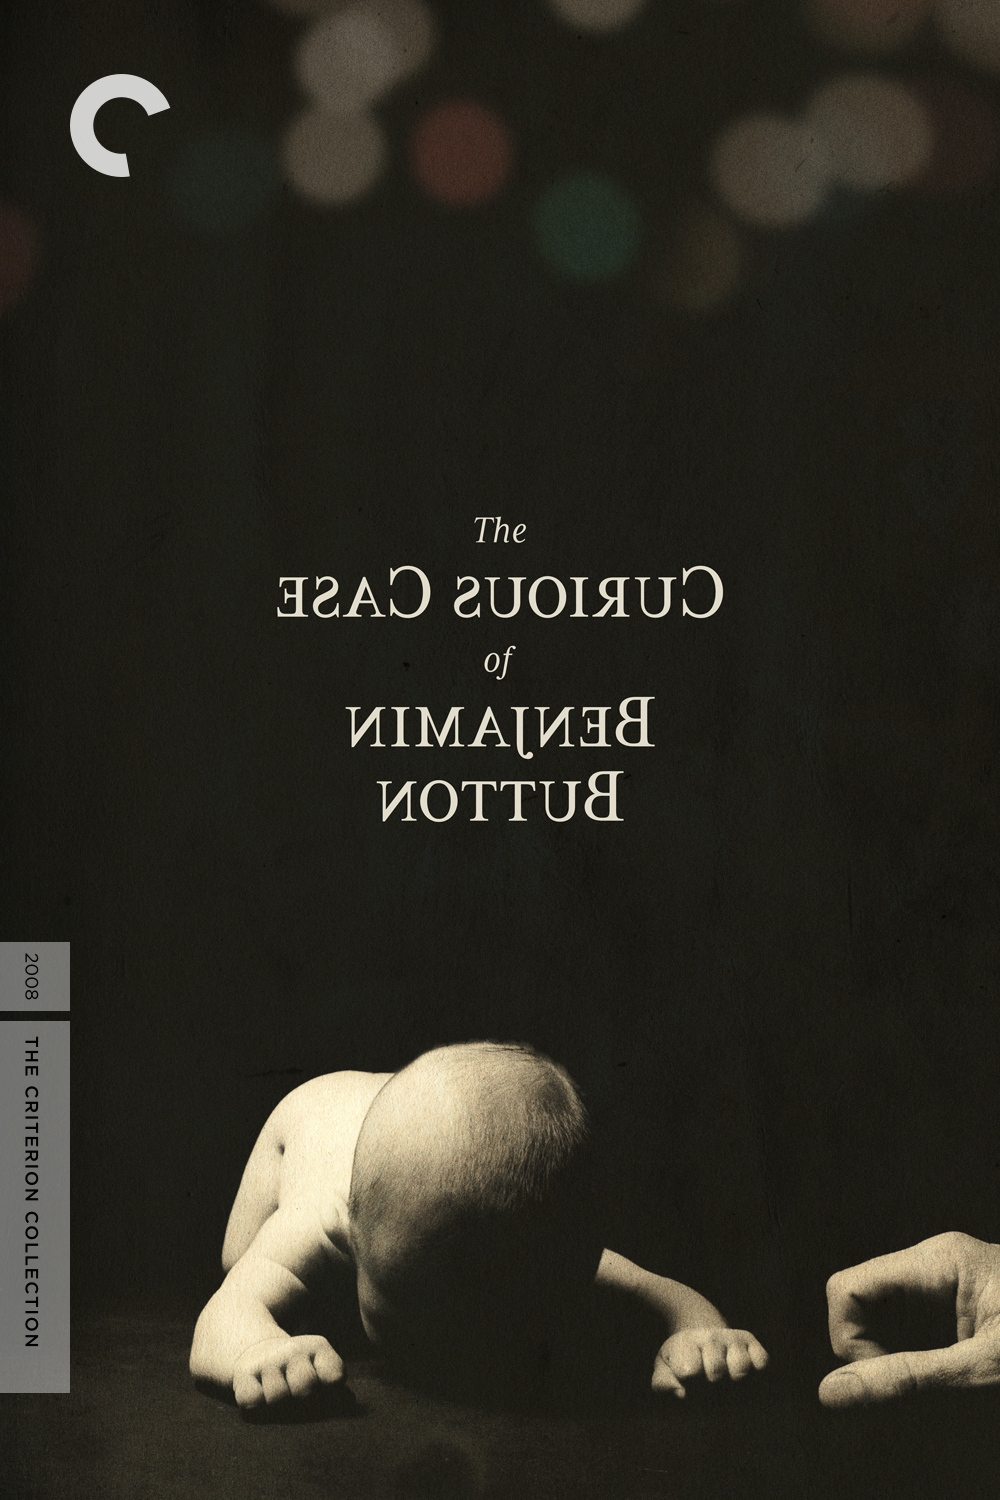 The
Curious Case
of
Benjamin
Button
2008
THE CRITERION COLLECTION